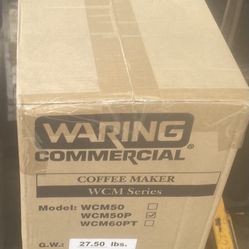 WARING
COMMERCIAL®
COFFEE MAKER
WCM Series
Model: WCM50
WCM50P
WCM60PT
G.W.: 27.50 lbs.